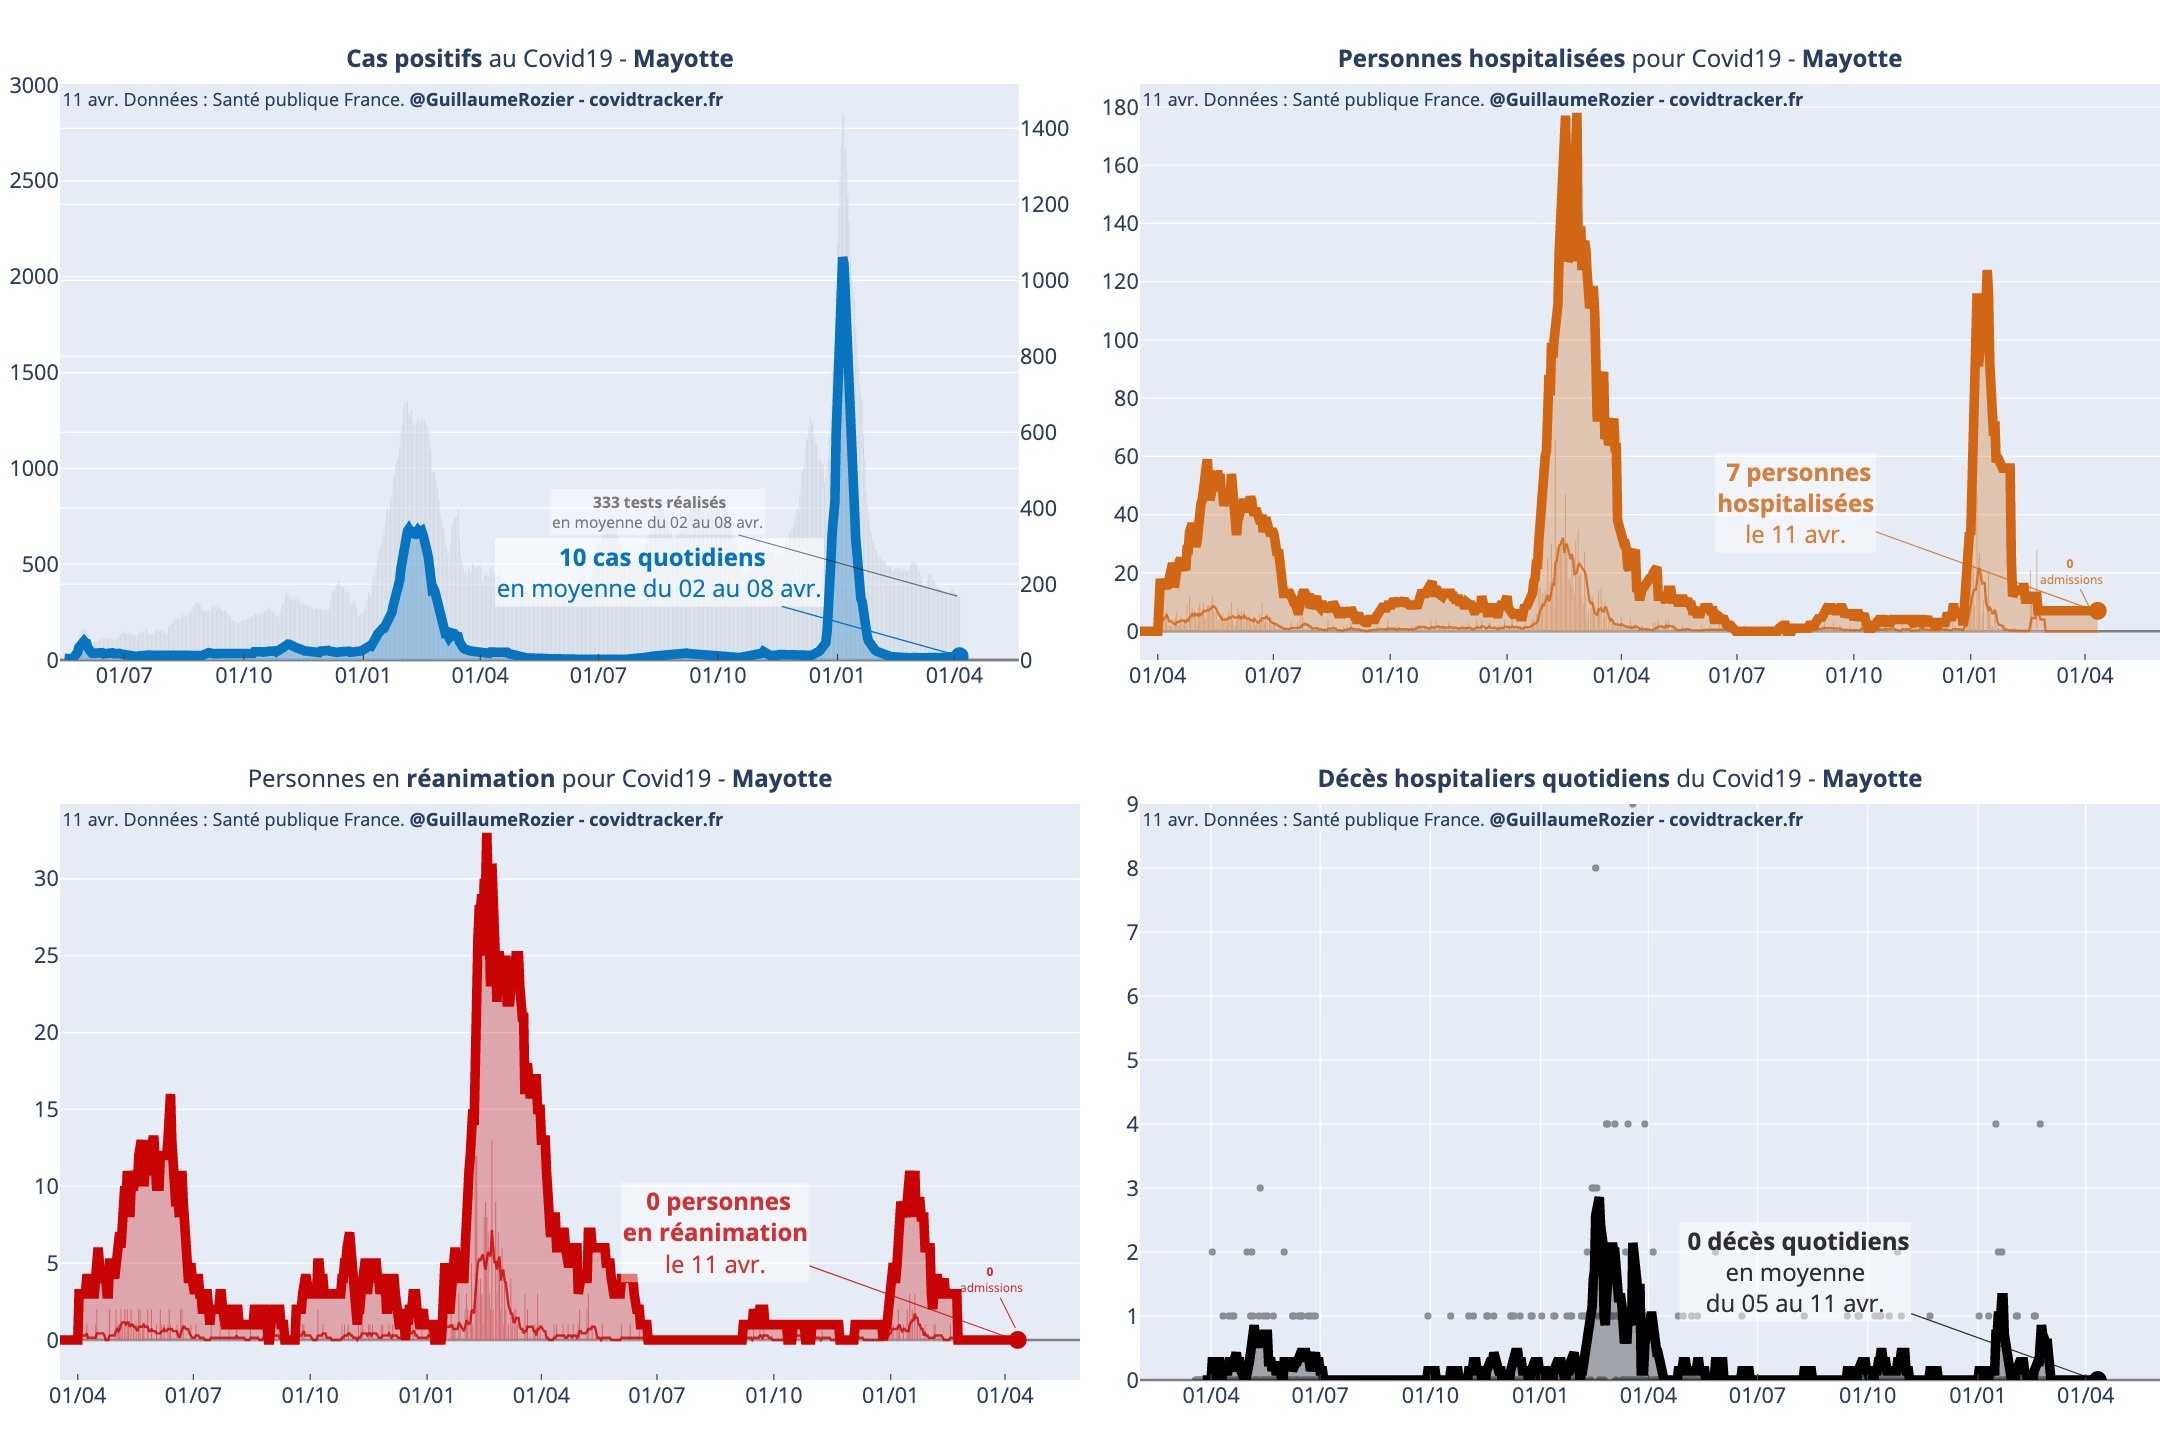 Cas positifs au Covid19 - Mayotte
11 avr. Données : Santé publique France. @GuillaumeRozier - covidtracker.fr
3000
2500
2000
1500
1000
500
0
1400
1200
1000
800
600
400
200
0
333 tests réalisés
en moyenne du 02 au 08 avr.
10 cas quotidiens
en moyenne du 02 au 08 avr.
01/07 01/10 01/01 01/04 01/07 01/10 01/01 01/04
Personnes hospitalisées pour Covid19 - Mayotte
11 avr. Données : Santé publique France. @GuillaumeRozier - covidtracker.fr
180
160
140
120
100
80
60
40
20
0
7 personnes
hospitalisées
le 11 avr.
0
admissions
01/04 01/07 01/10 01/01 01/04 01/07 01/10 01/01 01/04
Personnes en réanimation pour Covid19 - Mayotte
11 avr. Données : Santé publique France. @GuillaumeRozier - covidtracker.fr
30
25
20
15
10
5
0
0 personnes
en réanimation
le 11 avr.
0
admissions
01/04 01/07 01/10 01/01 01/04 01/07 01/10 01/01 01/04
Décès hospitaliers quotidiens du Covid19 - Mayotte
11 avr. Données : Santé publique France. @GuillaumeRozier - covidtracker.fr
9
8
7
6
5
4
3
2
1
0
0 décès quotidiens
en moyenne
du 05 au 11 avr.
01/04 01/07 01/10 01/01 01/04 01/07 01/10 01/01 01/04